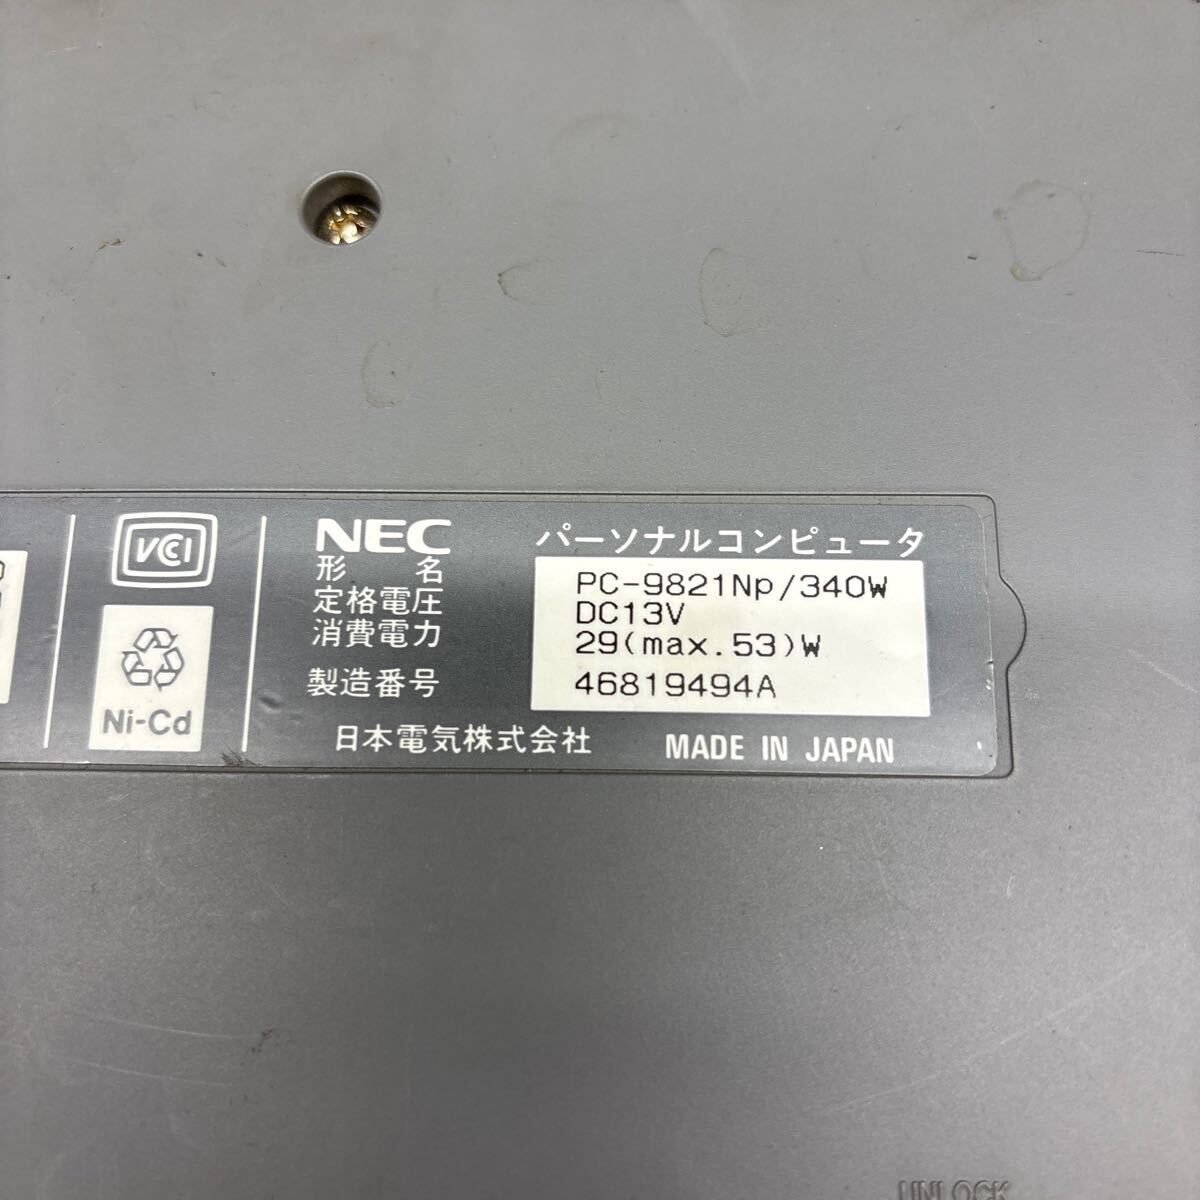 VCCI
Ni-Cd
NEC パーソナルコンピュータ
形 名 PC-9821Np/340W
定格電圧 DC13V
消費電力 29(max.53)W
製造番号 46819494A
日本電気株式会社 MADE IN JAPAN
UNLOCK